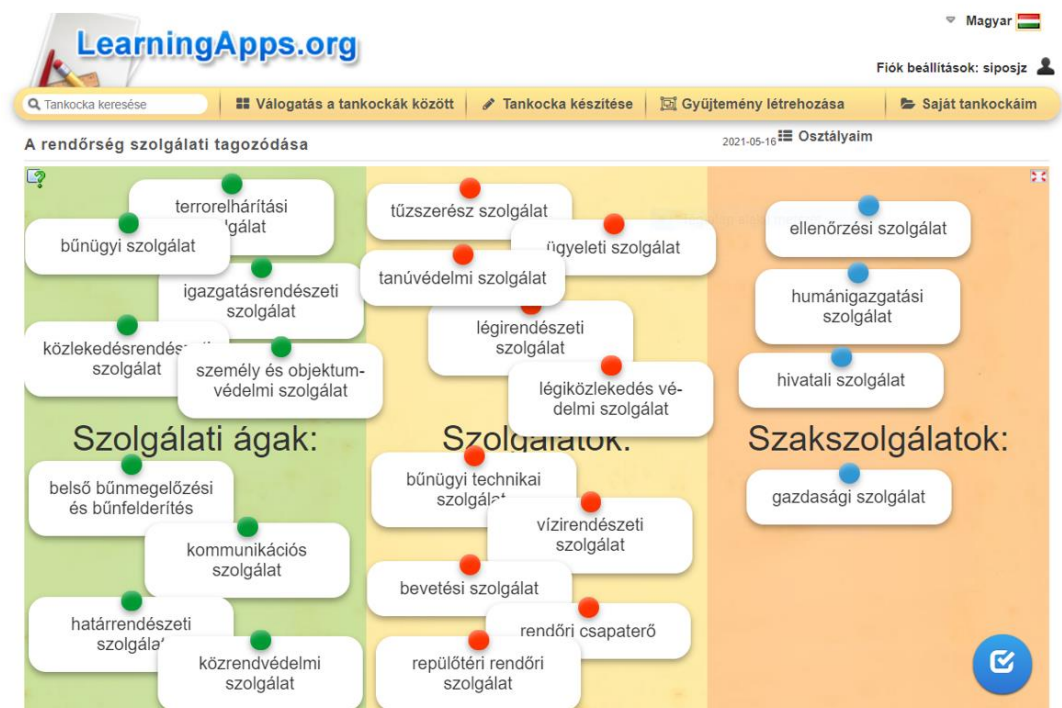 LearningApps.org
Magyar
Fiók beállítások: siposjz
Tankocka keresése
Válogatás a tankockák között
Tankocka készítése
Gyűjtemény létrehozása
Saját tankockáim
A rendőrség szolgálati tagozódása
2021-05-16
Osztályaim
terrorelhárítási
bűnügyi szolgálat
igazgatásrendészeti
szolgálat
szolgálat
személy és objektum-
védelmi szolgálat
Szolgálati ágak:
belső bűnmegelőzési
és bűnfelderítés
kommunikációs
szolgálat
határrendészeti
közrendvédelmi
szolgálat
tűzszerész szolgálat
ügyeleti szolgálat
tanúvédelmi szolgálat
légirendészeti
szolgálat
légiközlekedés vé-
delmi szolgálat
Szolgálatok:
bűnügyi technikai
vízirendészeti
szolgálat
bevetési szolgálat
rendőri csapaterő
repülőtéri rendőri
szolgálat
ellenőrzési szolgálat
humánigazgatási
szolgálat
hivatali szolgálat
Szakszolgálatok:
gazdasági szolgálat